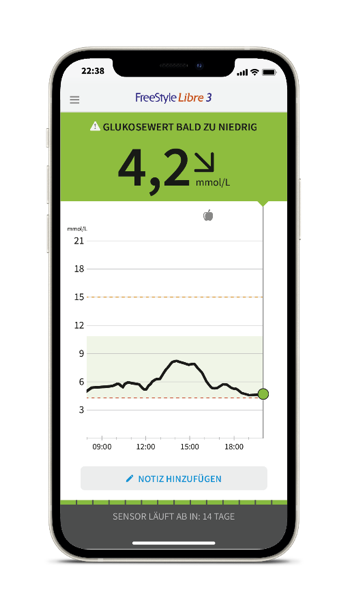 22:38
FreeStyle Libre 3
GLUKOSEWERT BALD ZU NIEDRIG
4,2
mmol/L
mmol/L
21
18
15
12
9
6
3
09:00 12:00 15:00 18:00
NOTIZ HINZUFÜGEN
SENSOR LÄUFT AB IN: 14 TAGE